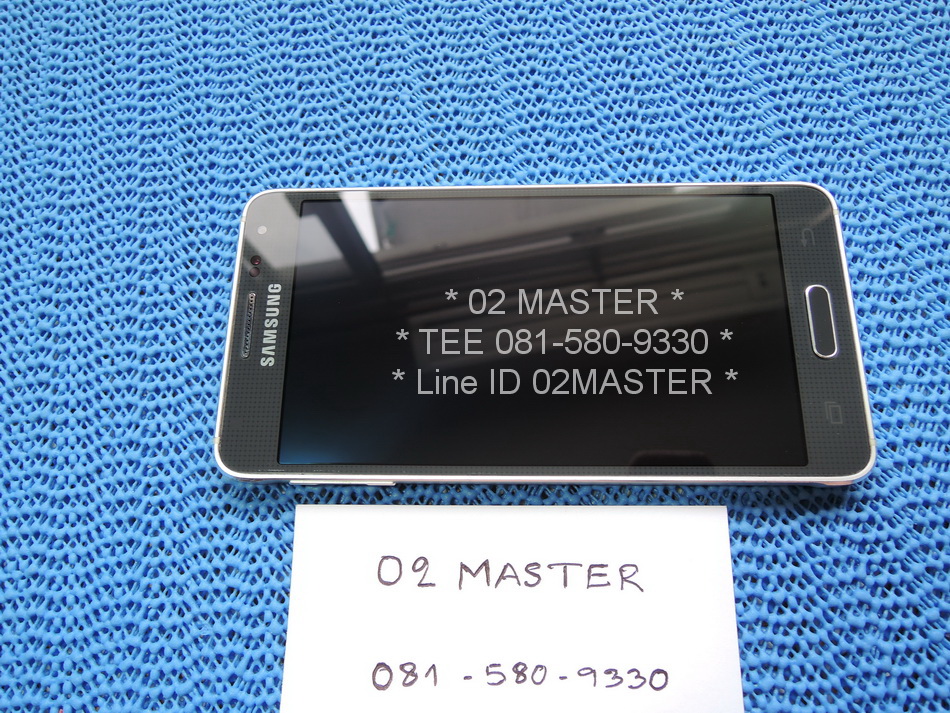 SAMSUNG
* 02 MASTER *
* TEE 081-580-9330 *
* Line ID 02MASTER *
02 MASTER
081 - 580 - 9330